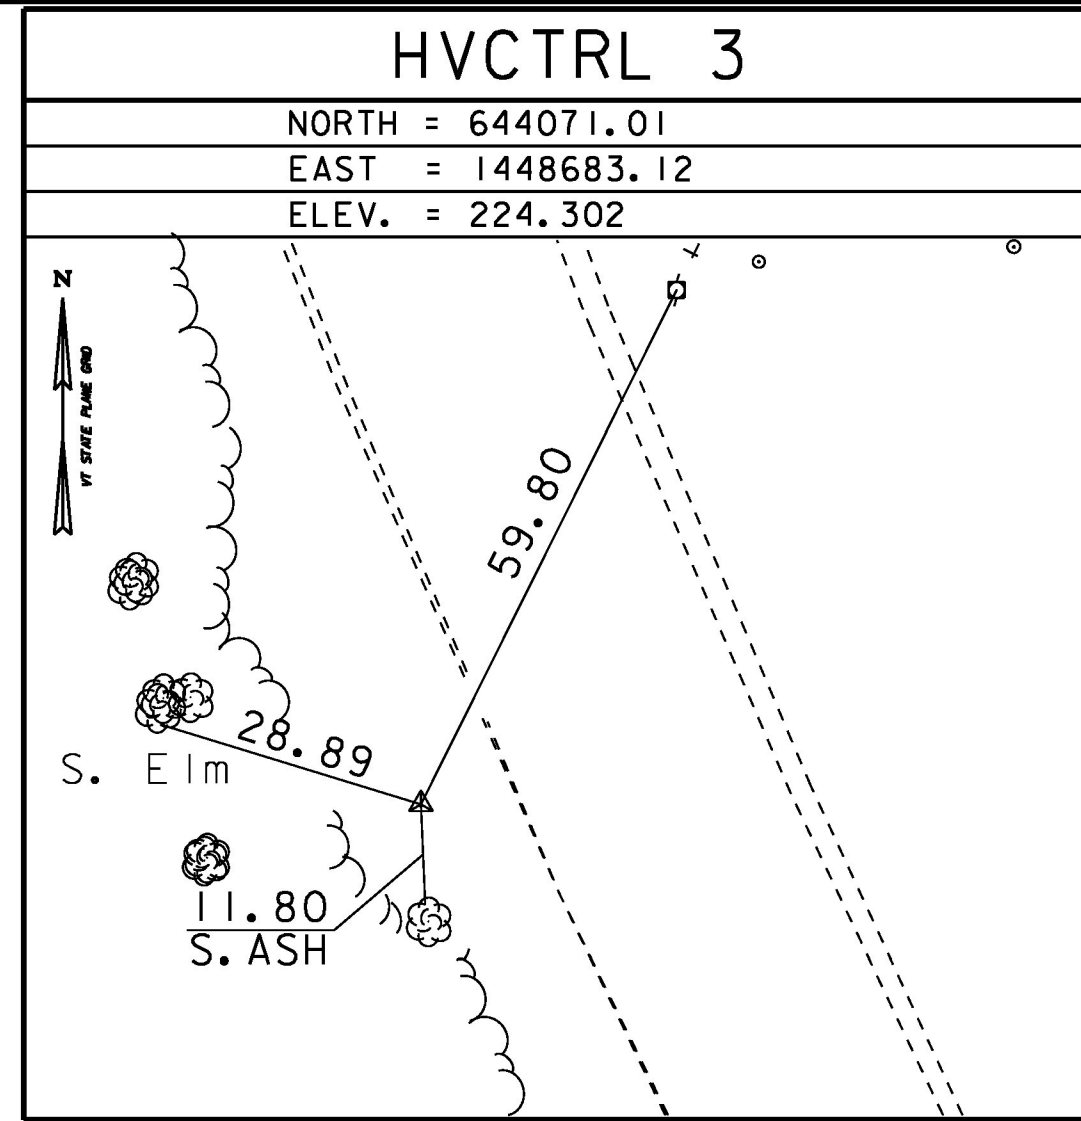 HVCTRL 3
NORTH = 644071.01
EAST = 1448683.12
ELEV. = 224.302
N
VT STATE PLANE GRID
59.80
28.89
S. Elm
11.80
S. ASH